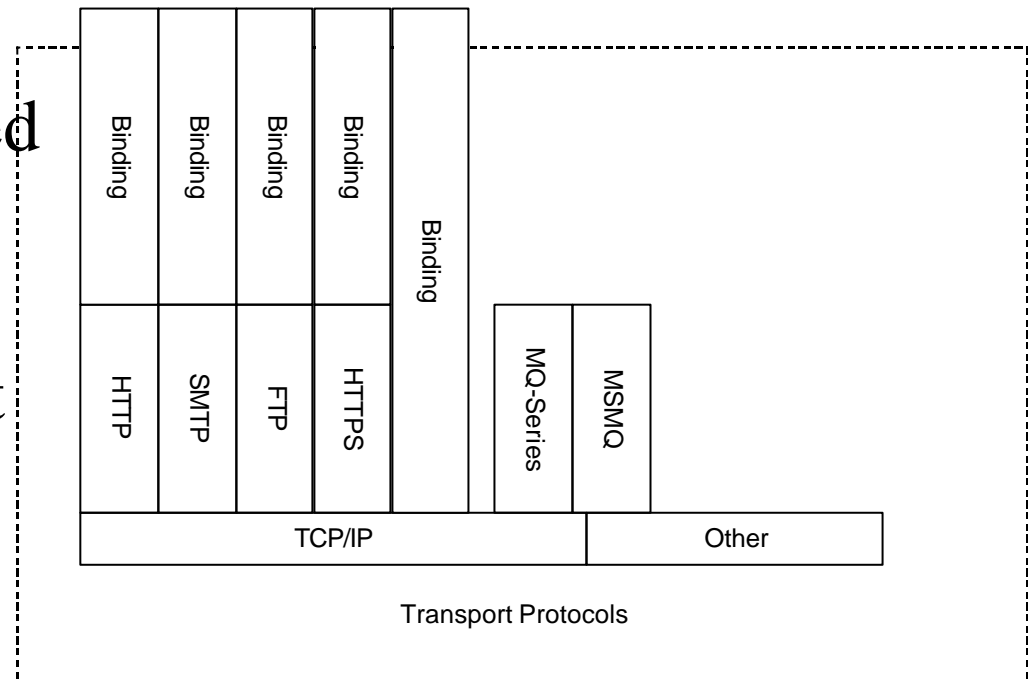 Binding
Binding
Binding
Binding
Binding
HTTP
SMTP
FTP
HTTPS
MQ-Series
MSMQ
TCP/IP
Other
Transport Protocols